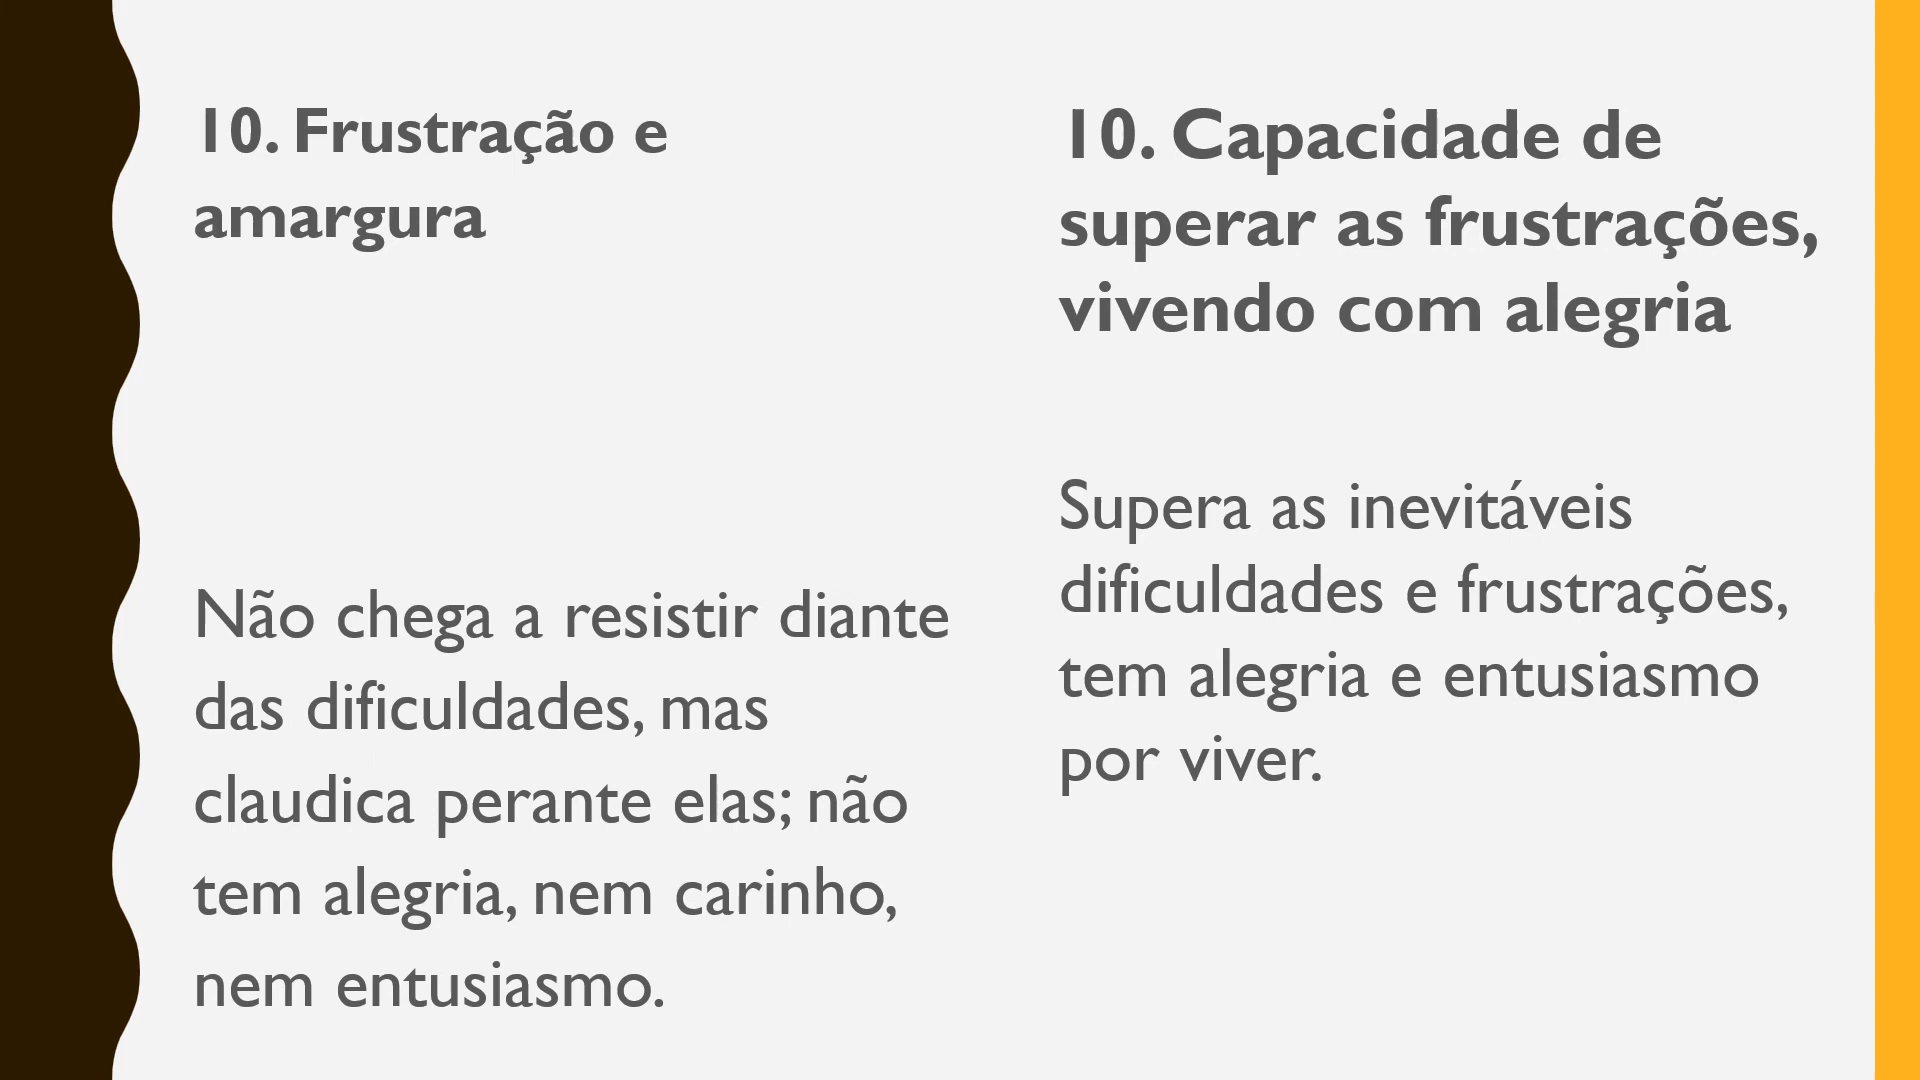 10. Frustração e
amargura
Não chega a resistir diante
das dificuldades, mas
claudica perante elas; não
tem alegria, nem carinho,
nem entusiasmo.
10. Capacidade de
superar as frustrações,
vivendo com alegria
Supera as inevitáveis
dificuldades e frustrações,
tem alegria e entusiasmo
por viver.